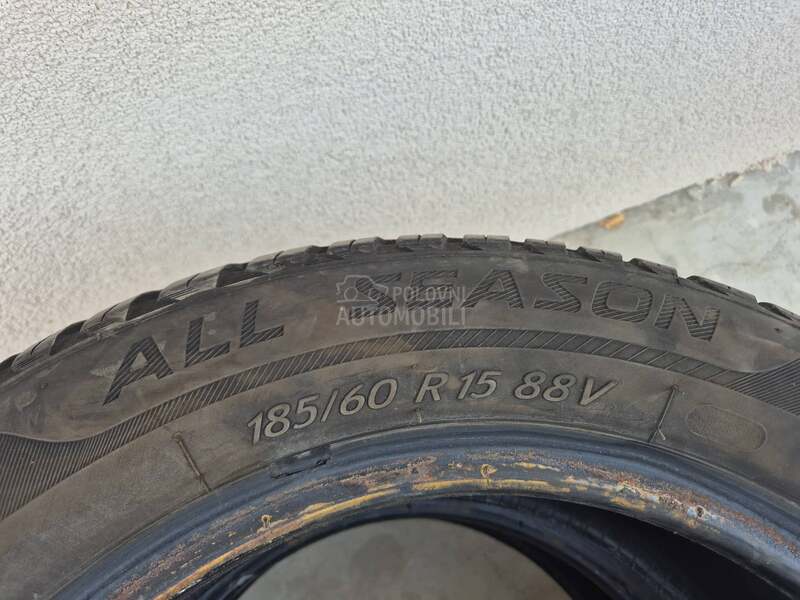 ALL SEASON
POLOVNI
AUTOMOBILI
185/60 R 15 88V